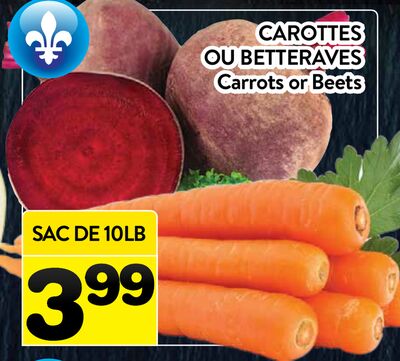 CAROTTES
OU BETTERAVES
Carrots or Beets
SAC DE 10LB
3.99